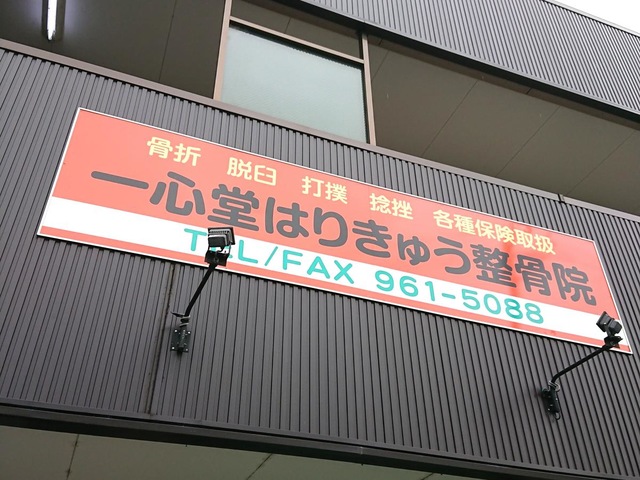 骨折 脱臼 打撲 捻挫 各種保険取扱
一心堂はりきゅう整骨院
TEL/FAX 961-5088